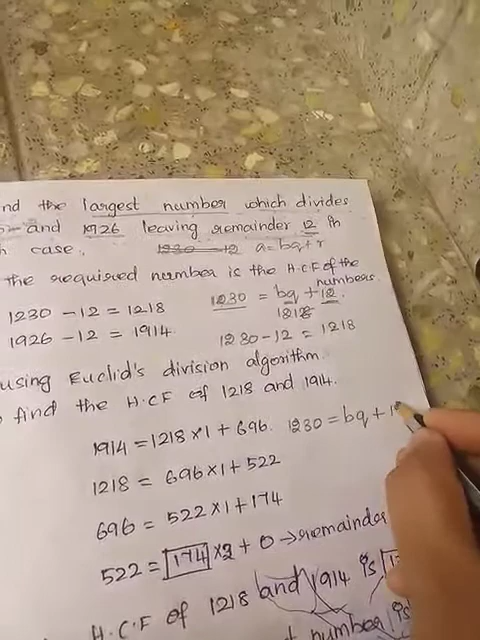 nd the largest number which divides
and 1926 leaving remainder 12 in
case. 1230 - 12 a=bq+r
the required number is the H.C.F of the
numbers.
1230 - 12 = 1218 1230 = bq + 12.
1926 - 12 = 1914. 1218
1230-12 = 1218
using Euclid's division algorithm.
find the H.C.F of 1218 and 1914.
1914 = 1218 x 1 + 696. 1230 = bq + 1
1218 = 696 x 1 + 522
696 = 522 x 1 + 174
522 = 174 x 3 + 0 → remainder
H.C.F of 1218 and 1914 is
number is